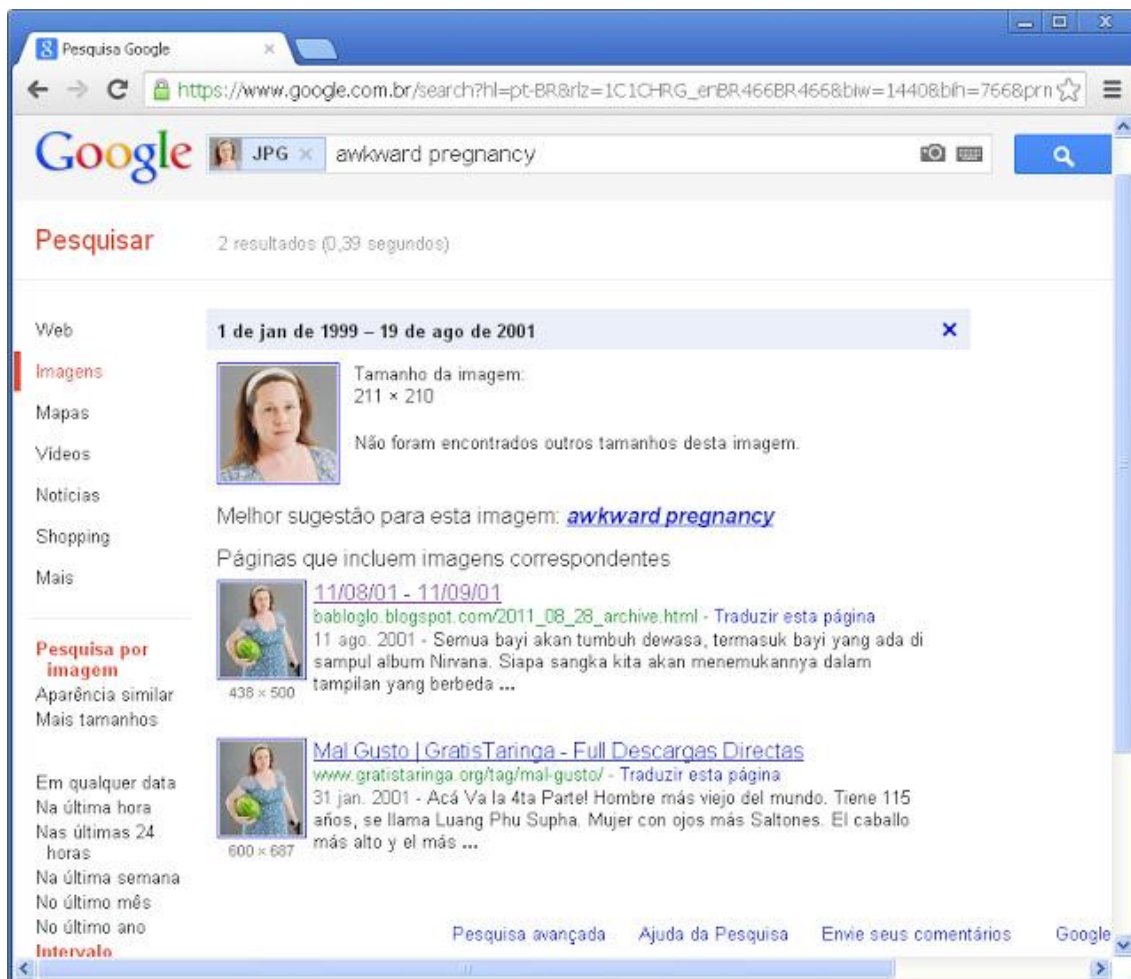 Pesquisa Google
https://www.google.com.br/search?hl=pt-BR&rlz=1C1CHRG_enBR466BR466&biw=1440&bih=766&prm
Google JPG awkward pregnancy
Pesquisar 2 resultados (0,39 segundos)
Web
Imagens
Mapas
Vídeos
Notícias
Shopping
Mais
Pesquisa por
imagem
Aparência similar
Mais tamanhos
Em qualquer data
Na última hora
Nas últimas 24
horas
Na última semana
No último mês
No último ano
Intervalo
1 de jan de 1999 – 19 de ago de 2001
Tamanho da imagem:
211 × 210
Não foram encontrados outros tamanhos desta imagem.
Melhor sugestão para esta imagem: awkward pregnancy
Páginas que incluem imagens correspondentes
11/08/01 - 11/09/01
babloglo.blogspot.com/2011_08_28_archive.html - Traduzir esta página
11 ago. 2001 - Semua bayi akan tumbuh dewasa, termasuk bayi yang ada di
sampul album Nirvana. Siapa sangka kita akan menemukannya dalam
tampilan yang berbeda ...
438 × 500
Mal Gusto | GratisTaringa - Full Descargas Directas
www.gratistaringa.org/tag/mal-gusto/ - Traduzir esta página
31 jan. 2001 - Acá Va la 4ta Parte! Hombre más viejo del mundo. Tiene 115
años, se llama Luang Phu Supha. Mujer con ojos más Saltones. El caballo
más alto y el más ...
600 × 687
Pesquisa avançada Ajuda da Pesquisa Envie seus comentários Google